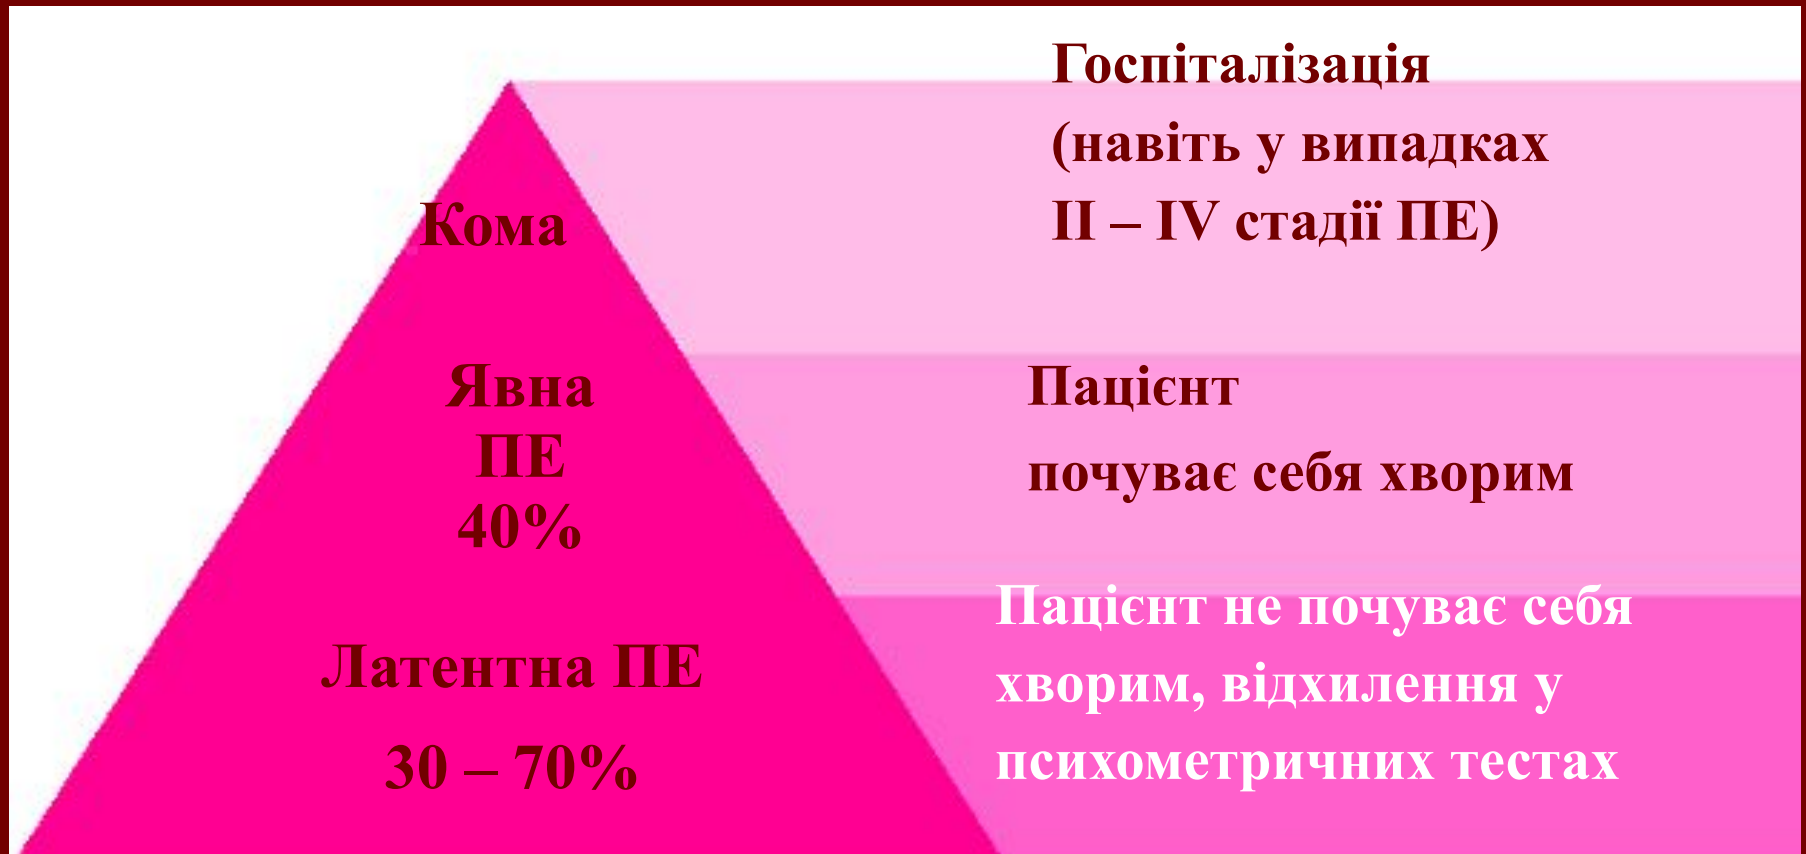 Госпіталізація
(навіть у випадках
II – IV стадії ПЕ)
Кома
Явна
ПЕ
40%
Пацієнт
почуває себя хворим
Латентна ПЕ
30 – 70%
Пацієнт не почуває себя
хворим, відхилення у
психометричних тестах